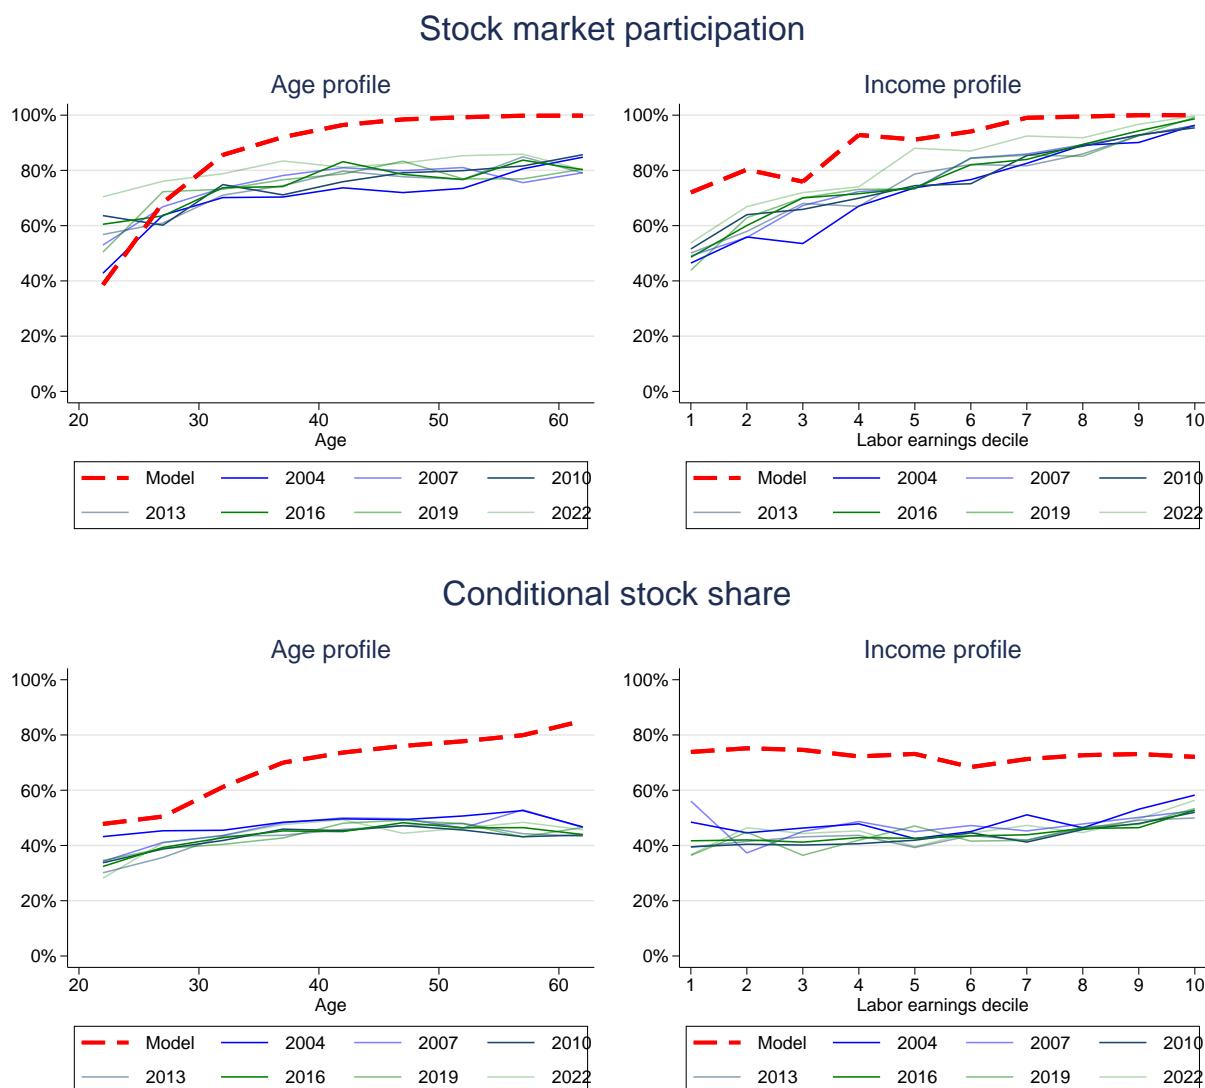 Stock market participation
Age profile
100%
80%
60%
40%
20%
0%
20 30 40 50 60
Age
Model 2004 2007 2010
2013 2016 2019 2022
Income profile
100%
80%
60%
40%
20%
0%
1 2 3 4 5 6 7 8 9 10
Labor earnings decile
Model 2004 2007 2010
2013 2016 2019 2022
Conditional stock share
Age profile
100%
80%
60%
40%
20%
0%
20 30 40 50 60
Age
Model 2004 2007 2010
2013 2016 2019 2022
Income profile
100%
80%
60%
40%
20%
0%
1 2 3 4 5 6 7 8 9 10
Labor earnings decile
Model 2004 2007 2010
2013 2016 2019 2022